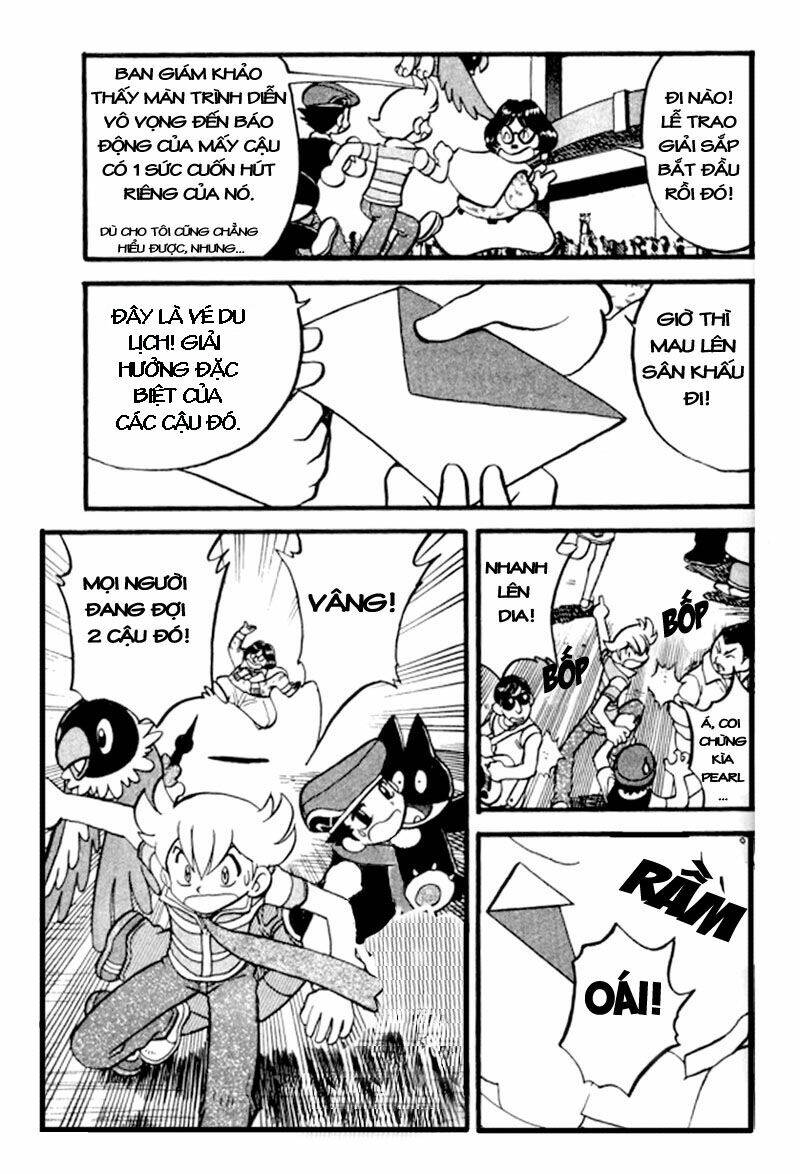 ĐI NÀO!
LỄ TRAO
GIẢI SẮP
BẮT ĐẦU
RỒI ĐÓ!
BAN GIÁM KHẢO
THẤY MÀN TRÌNH DIỄN
VÔ VỌNG ĐẾN BÁO
ĐỘNG CỦA MẤY CẬU
CÓ 1 SỨC CUỐN HÚT
RIÊNG CỦA NÓ.
DÙ CHO TÔI CŨNG CHẲNG
HIỂU ĐƯỢC, NHƯNG...
GIỜ THÌ
MAU LÊN
SÂN KHẤU
ĐI!
ĐÂY LÀ VÉ DU
LỊCH! GIẢI
HƯỞNG ĐẶC
BIỆT CỦA
CÁC CẬU ĐÓ.
NHANH
LÊN
DIA!
BỐP
BỐP
Á, COI
CHỪNG
KÌA
PEARL
...
RẦM
OÁI!
VÂNG!
MỌI NGƯỜI
ĐANG ĐỢI
2 CẬU ĐÓ!